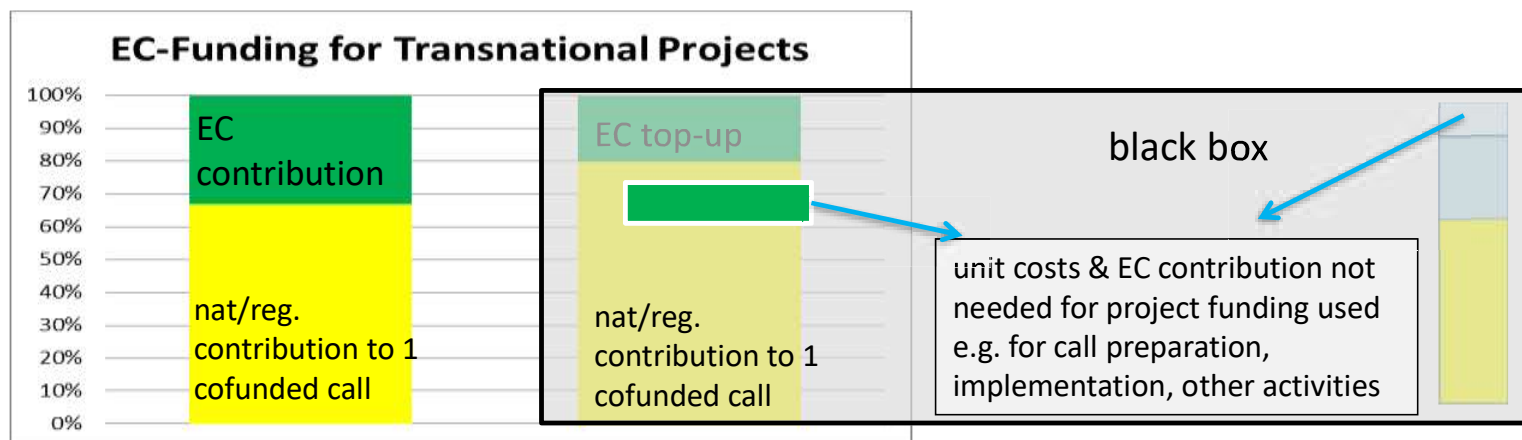 EC-Funding for Transnational Projects
100%
90%
80%
70%
60%
50%
40%
30%
20%
10%
0%
EC
contribution
nat/reg.
contribution to 1
cofunded call
EC top-up
nat/reg.
contribution to 1
cofunded call
black box
unit costs & EC contribution not
needed for project funding used
e.g. for call preparation,
implementation, other activities